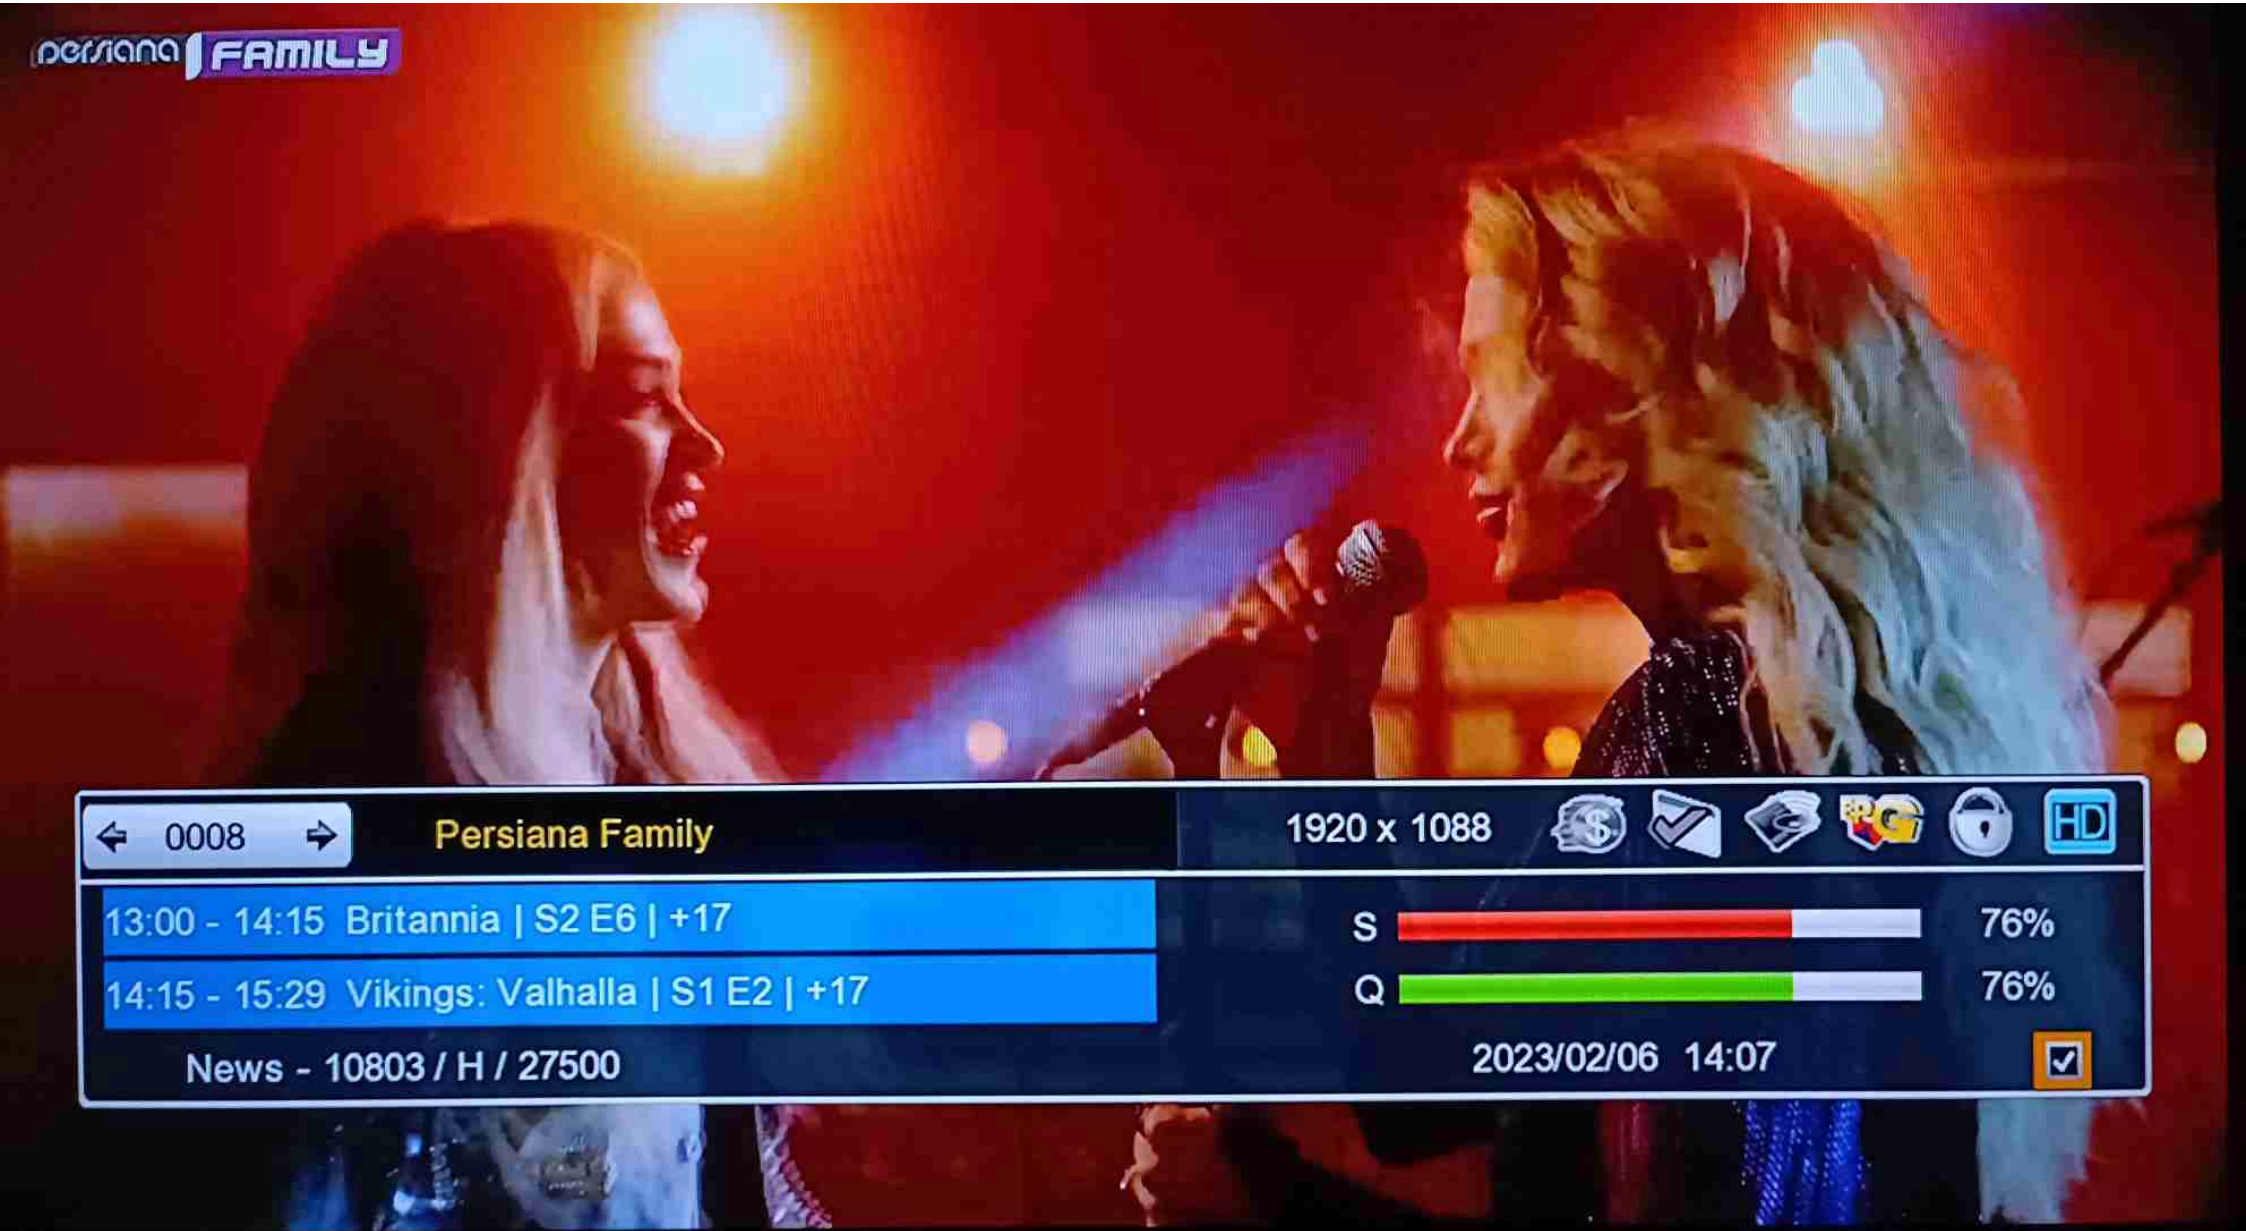 persiana FAMILY
0008
Persiana Family
1920 x 1088
$
HD
13:00 - 14:15 Britannia | S2 E6 | +17
S
76%
14:15 - 15:29 Vikings: Valhalla | S1 E2 | +17
Q
76%
News - 10803 / H / 27500
2023/02/06 14:07